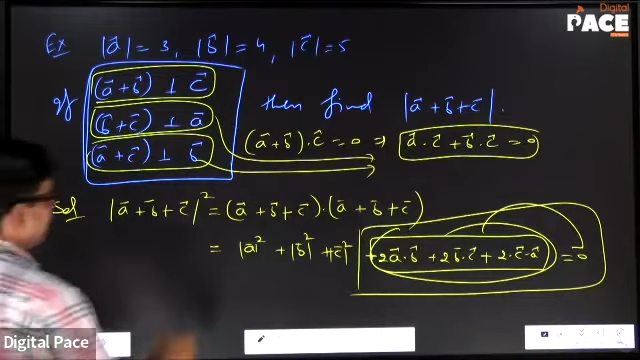 Digital
PACE
Ex |a⃗| = 3, |b⃗| = 4, |c⃗| = 5
If (a⃗+b⃗) ⊥ c⃗
(b⃗+c⃗) ⊥ a⃗ then find |a⃗+b⃗+c⃗|.
(a⃗+c⃗) ⊥ b⃗ (a⃗+b⃗)·c⃗ = 0 ⇒ a⃗·c⃗ + b⃗·c⃗ = 0
Sol |a⃗+b⃗+c⃗|² = (a⃗+b⃗+c⃗)·(a⃗+b⃗+c⃗)
= |a⃗|² + |b⃗|² + |c⃗|² +2a⃗·b⃗ + 2b⃗·c⃗ + 2·c⃗·a⃗ = 0
Digital Pace